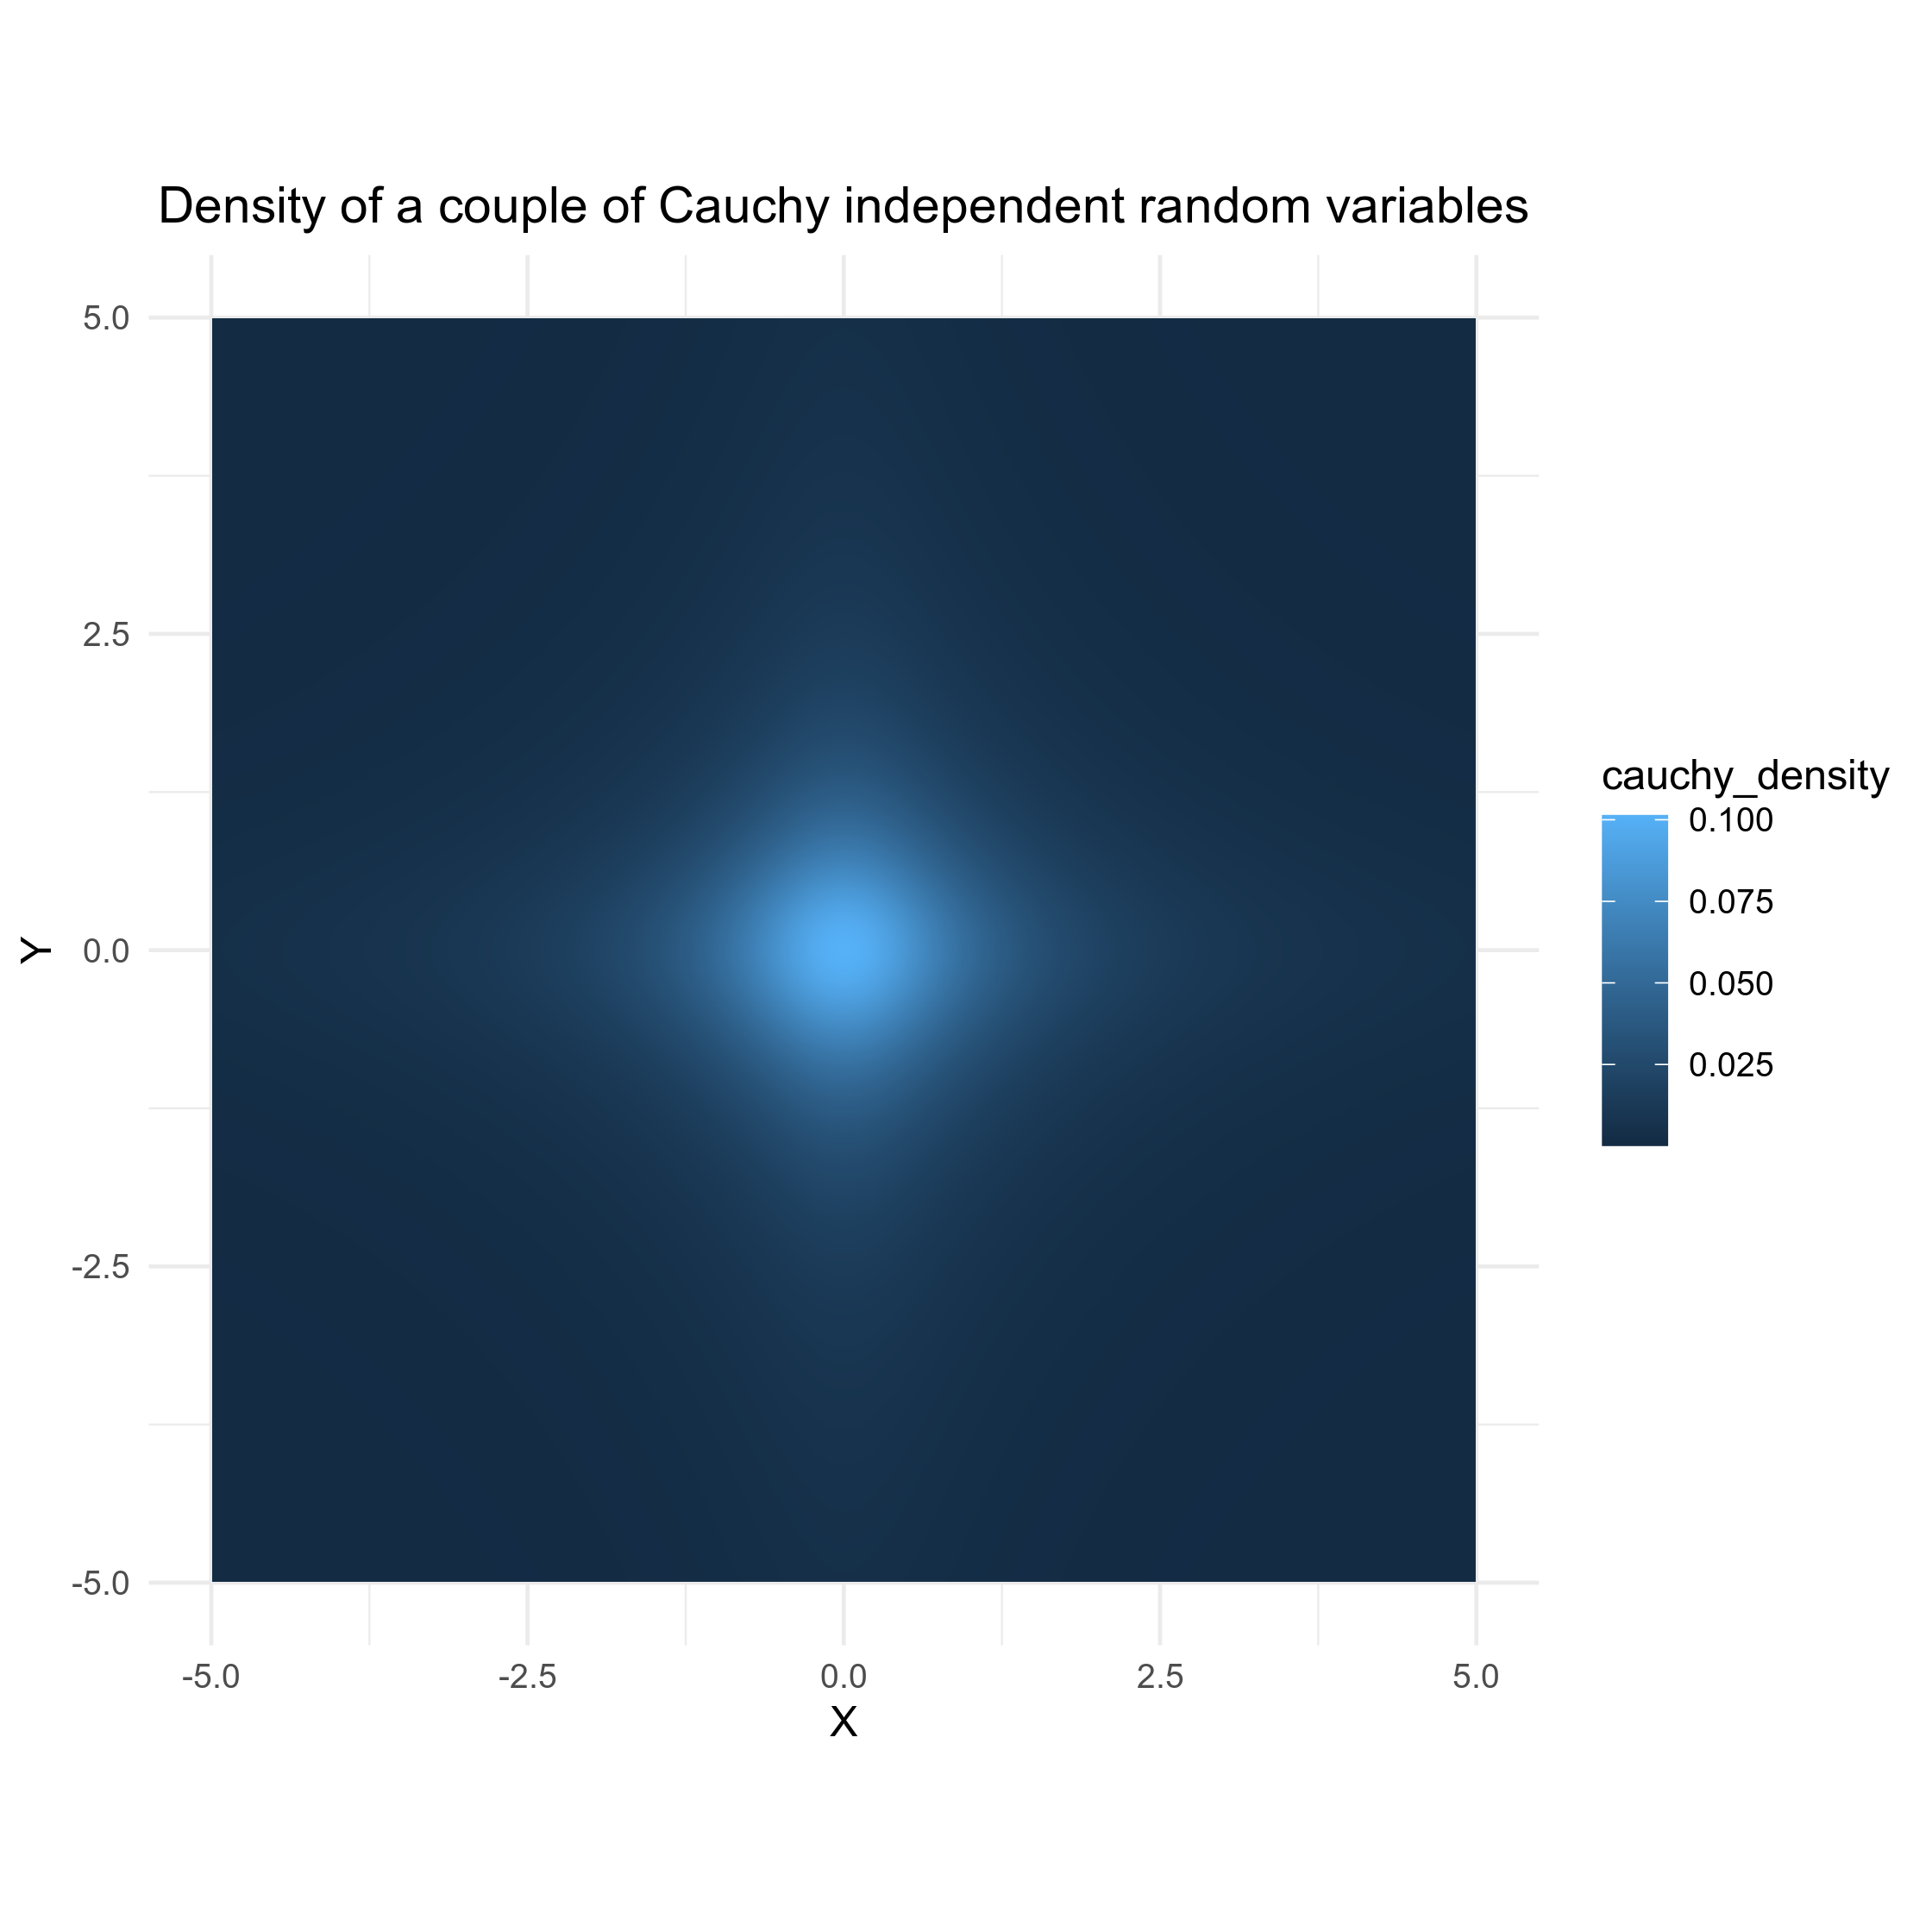 Density of a couple of Cauchy independent random variables
5.0
2.5
0.0
-2.5
-5.0
Y
-5.0 -2.5 0.0 2.5 5.0
X
cauchy_density
0.100
0.075
0.050
0.025